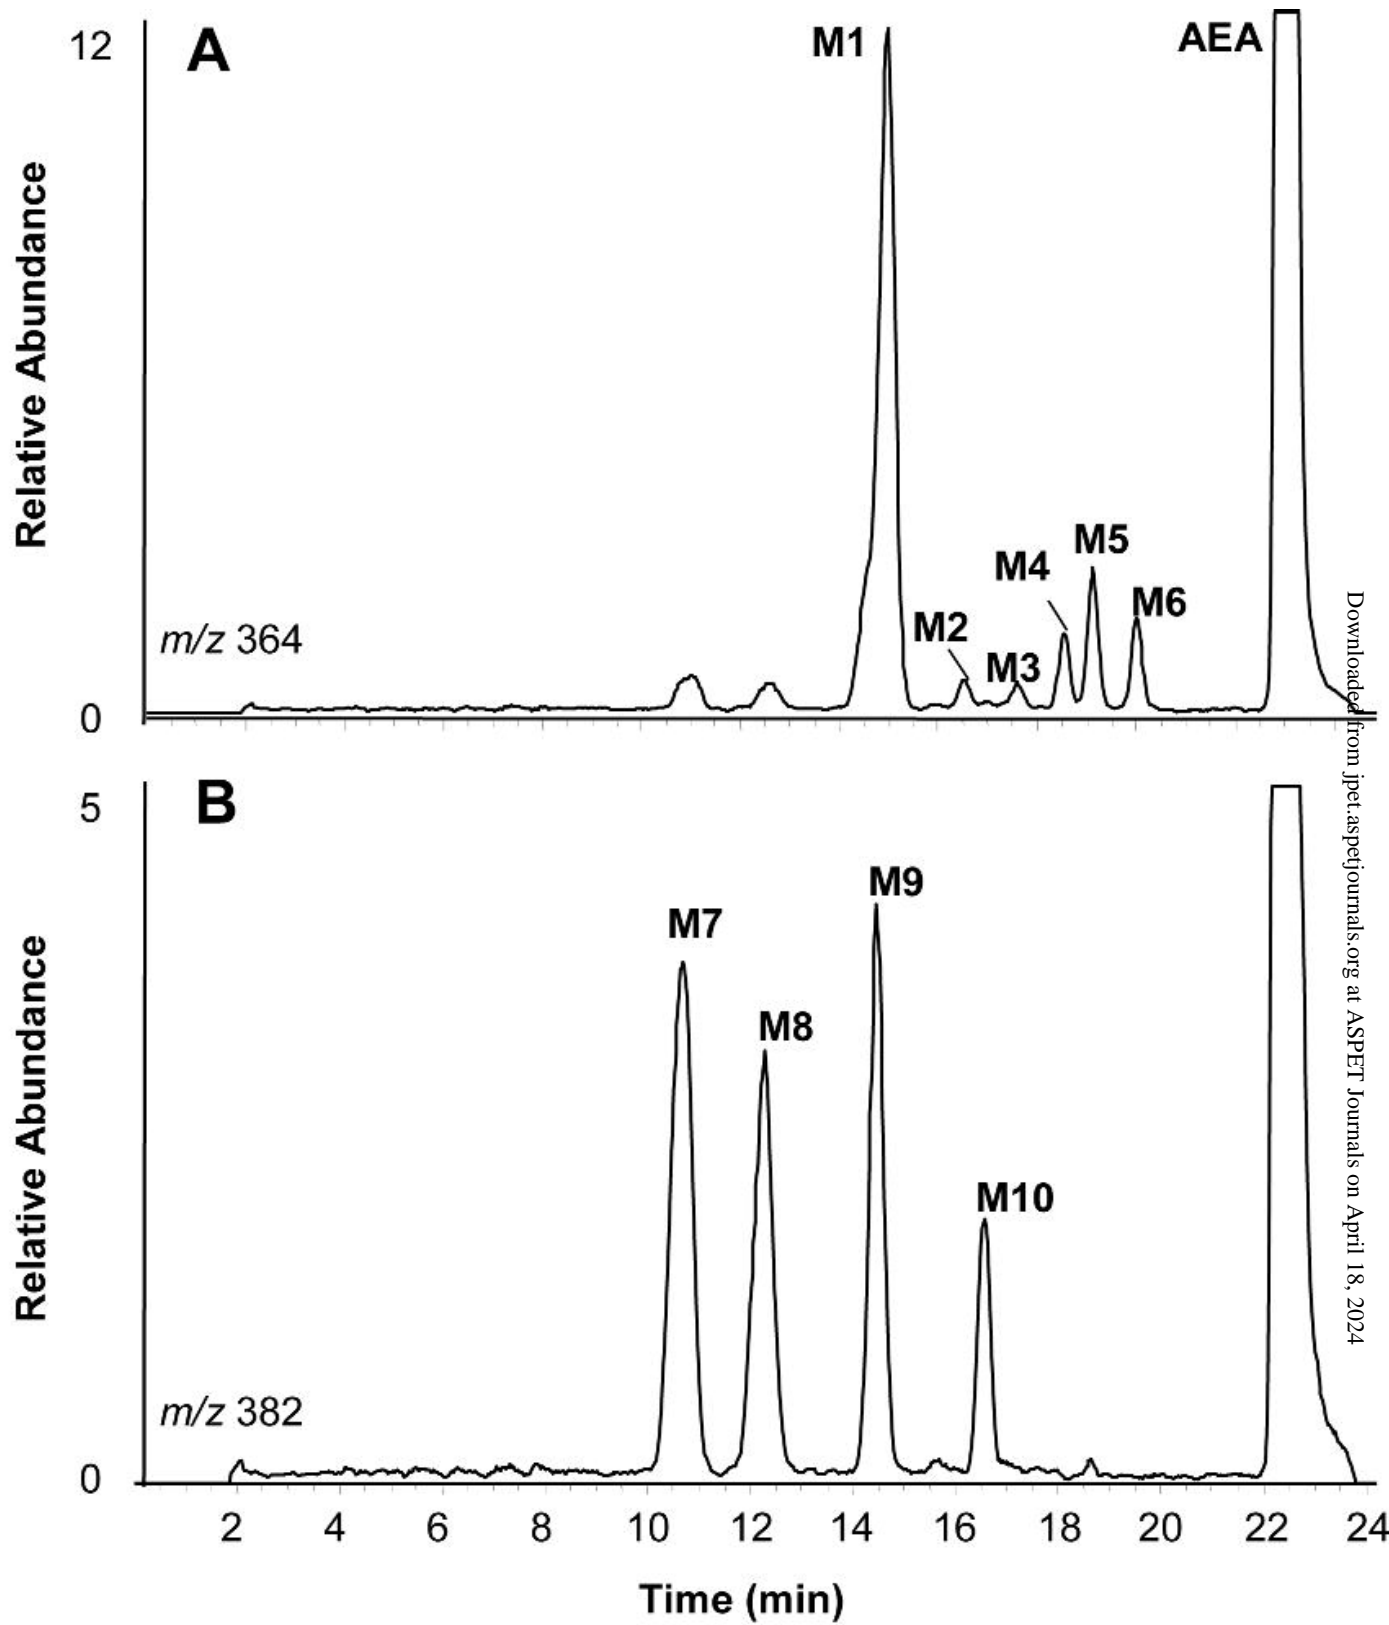 12
A
M1
AEA
Relative Abundance
M5
M4
M6
M2
M3
m/z 364
0
5
B
M9
M7
M8
Relative Abundance
M10
m/z 382
0
2 4 6 8 10 12 14 16 18 20 22 24
Time (min)
Downloaded from jpet.aspetjournals.org at ASPET Journals on April 18, 2024